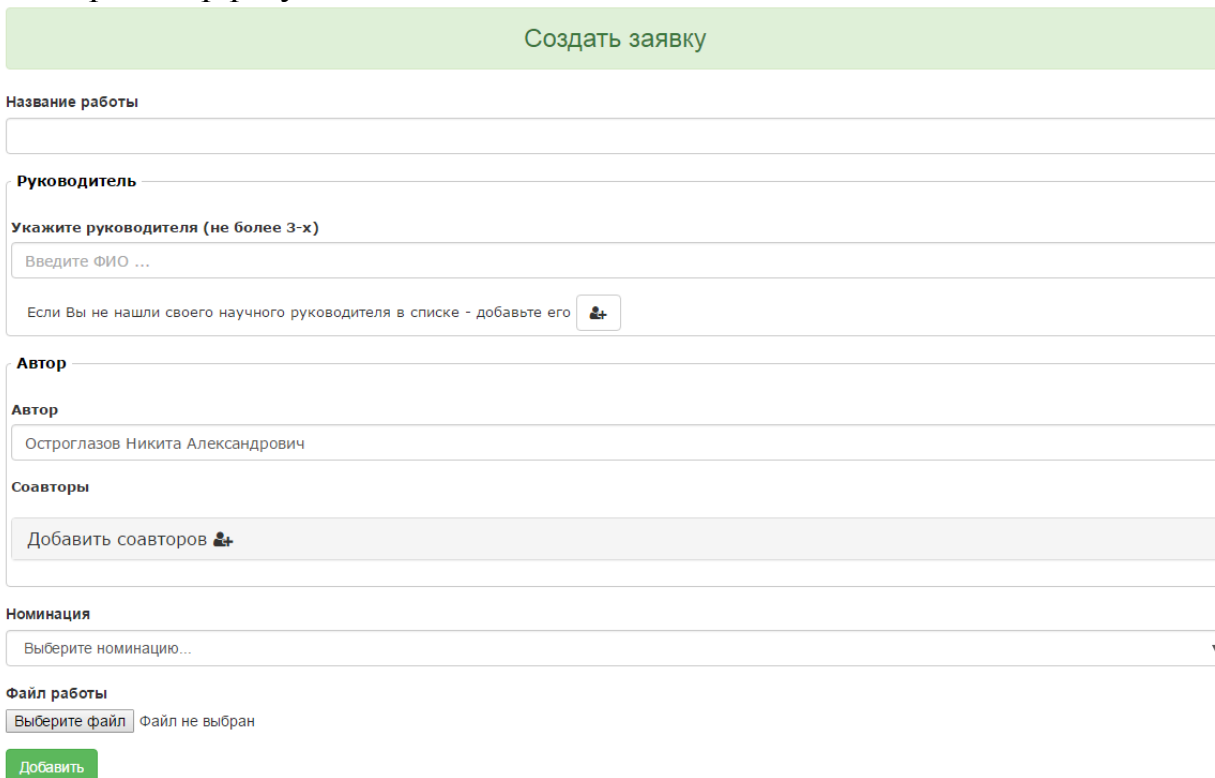 Создать заявку
Название работы
Руководитель
Укажите руководителя (не более 3-х)
Введите ФИО ...
Если Вы не нашли своего научного руководителя в списке - добавьте его
Автор
Автор
Остроглазов Никита Александрович
Соавторы
Добавить соавторов
Номинация
Выберите номинацию...
Файл работы
Выберите файл Файл не выбран
Добавить